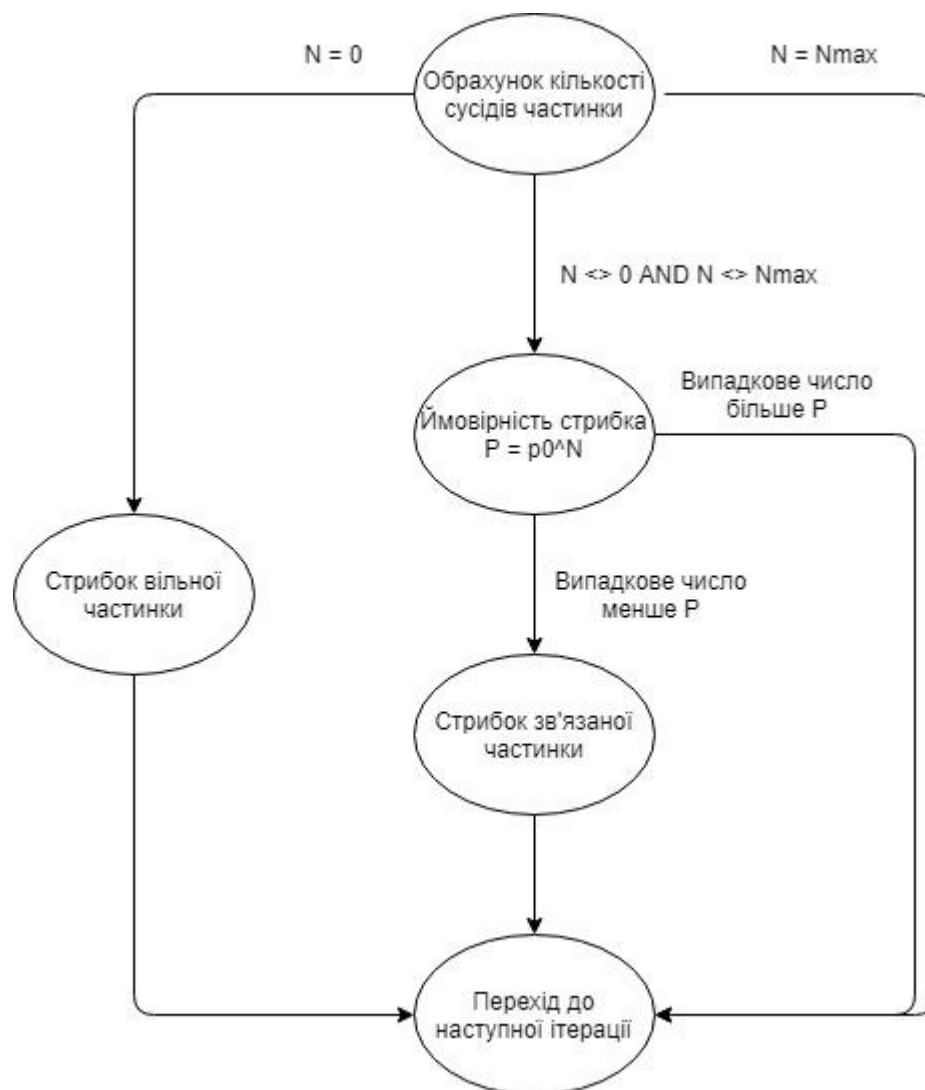 N = 0
Обрахунок кількості
сусідів частинки
N = Nmax
N <> 0 AND N <> Nmax
Ймовірність стрибка
P = p0^N
Випадкове число
більше P
Стрибок вільної
частинки
Випадкове число
менше P
Стрибок зв'язаної
частинки
Перехід до
наступної ітерації